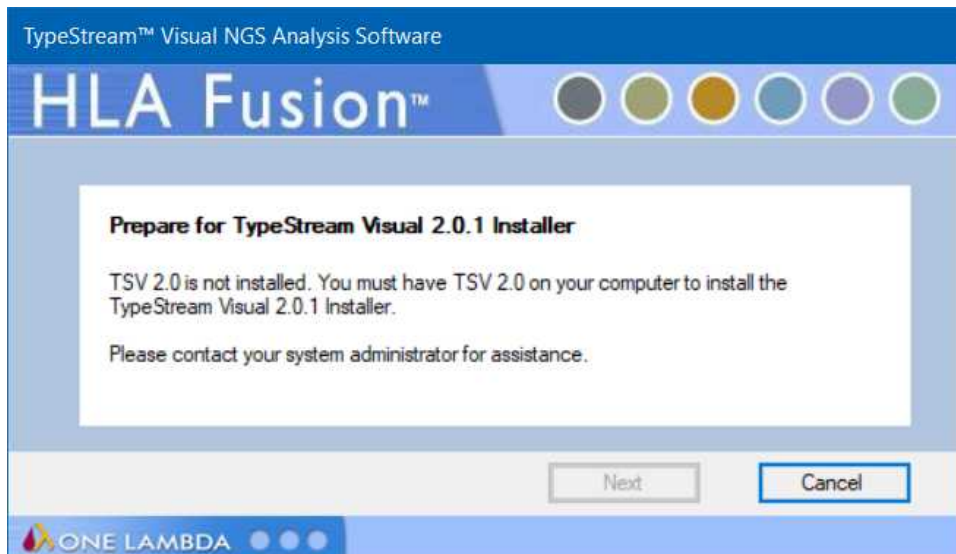 TypeStream™ Visual NGS Analysis Software
HLA Fusion™
Prepare for TypeStream Visual 2.0.1 Installer
TSV 2.0 is not installed. You must have TSV 2.0 on your computer to install the
TypeStream Visual 2.0.1 Installer.
Please contact your system administrator for assistance.
Next
Cancel
ONE LAMBDA